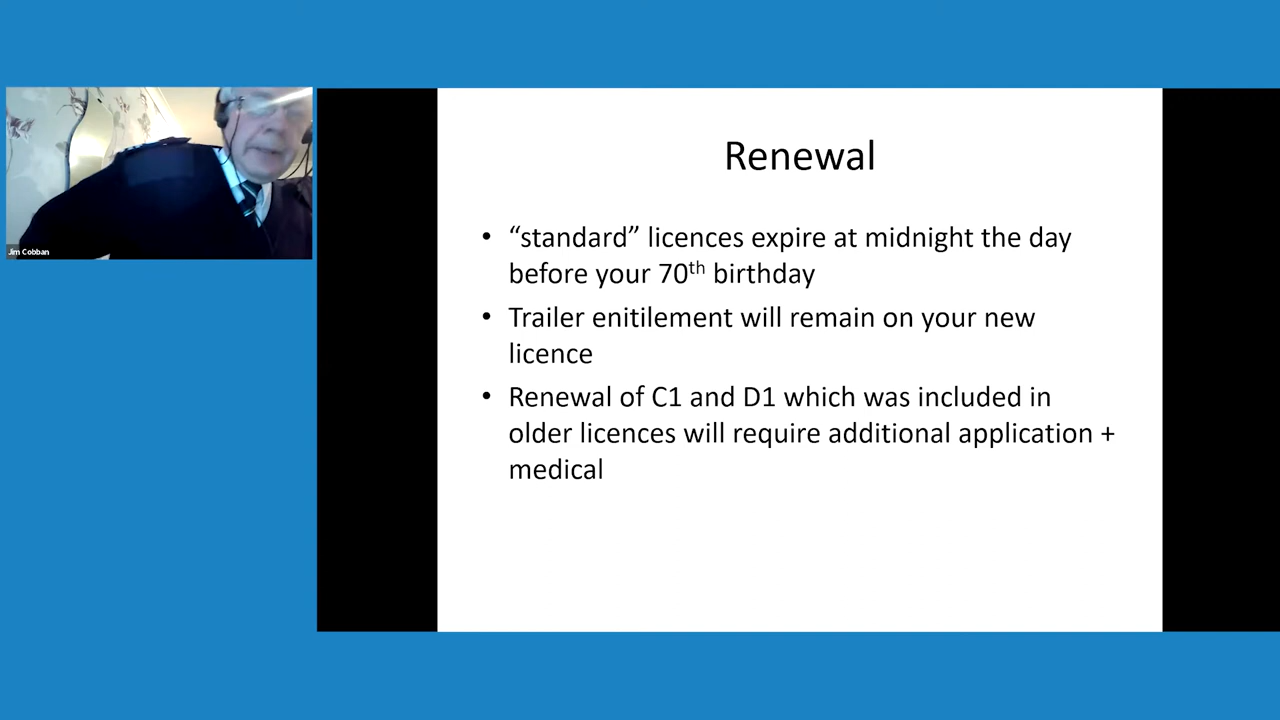 Renewal
• “standard” licences expire at midnight the day
before your 70th birthday
• Trailer enitilement will remain on your new
licence
• Renewal of C1 and D1 which was included in
older licences will require additional application +
medical
Jim Cobban